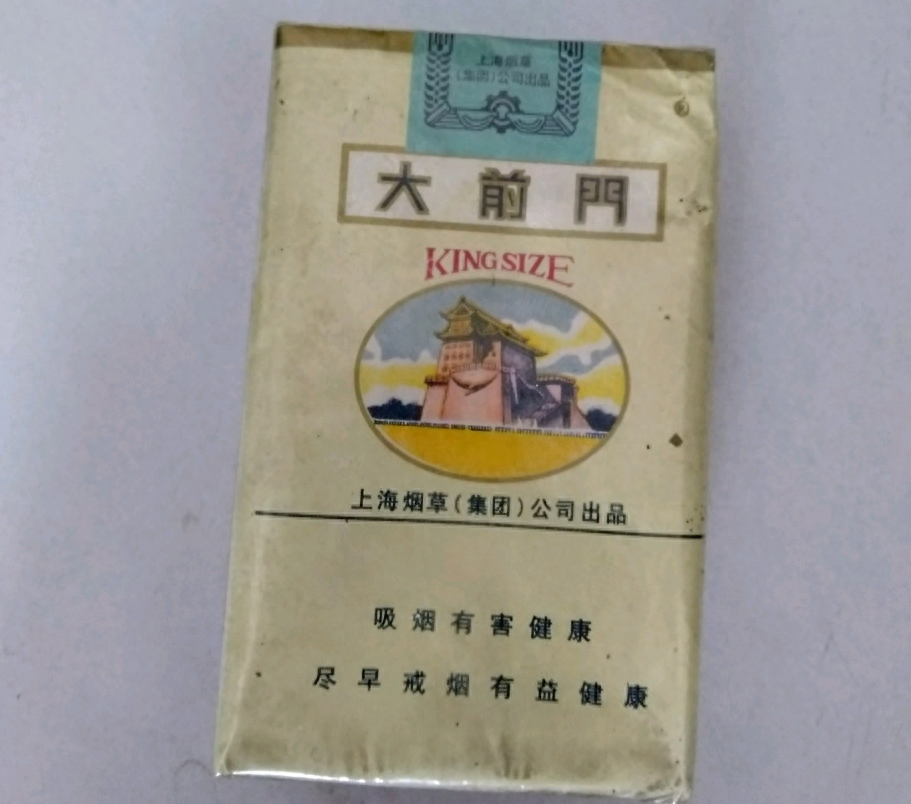 上海烟草
(集团)公司出品
大前門
KING SIZE
上海烟草(集团)公司出品
吸烟有害健康
尽早戒烟有益健康